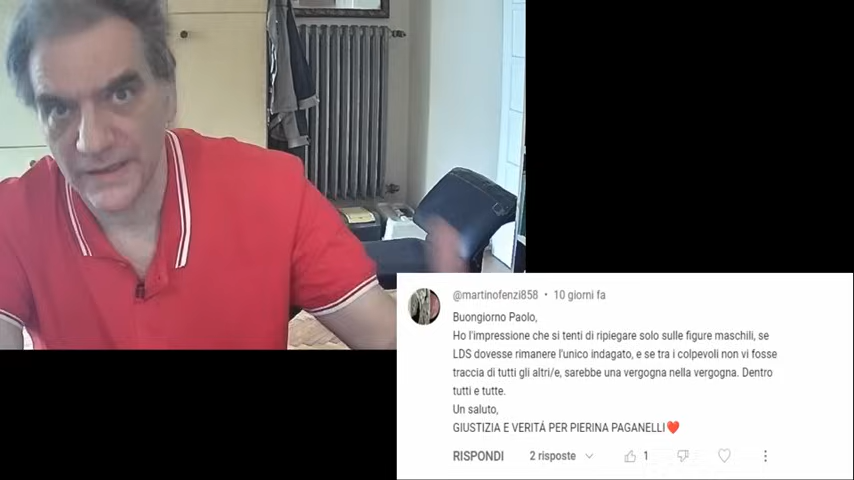 @martinofenzi858 • 10 giorni fa
Buongiorno Paolo,
Ho l'impressione che si tenti di ripiegare solo sulle figure maschili, se
LDS dovesse rimanere l'unico indagato, e se tra i colpevoli non vi fosse
traccia di tutti gli altri/e, sarebbe una vergogna nella vergogna. Dentro
tutti e tutte.
Un saluto,
GIUSTIZIA E VERITÁ PER PIERINA PAGANELLI❤️
RISPONDI 2 risposte 1